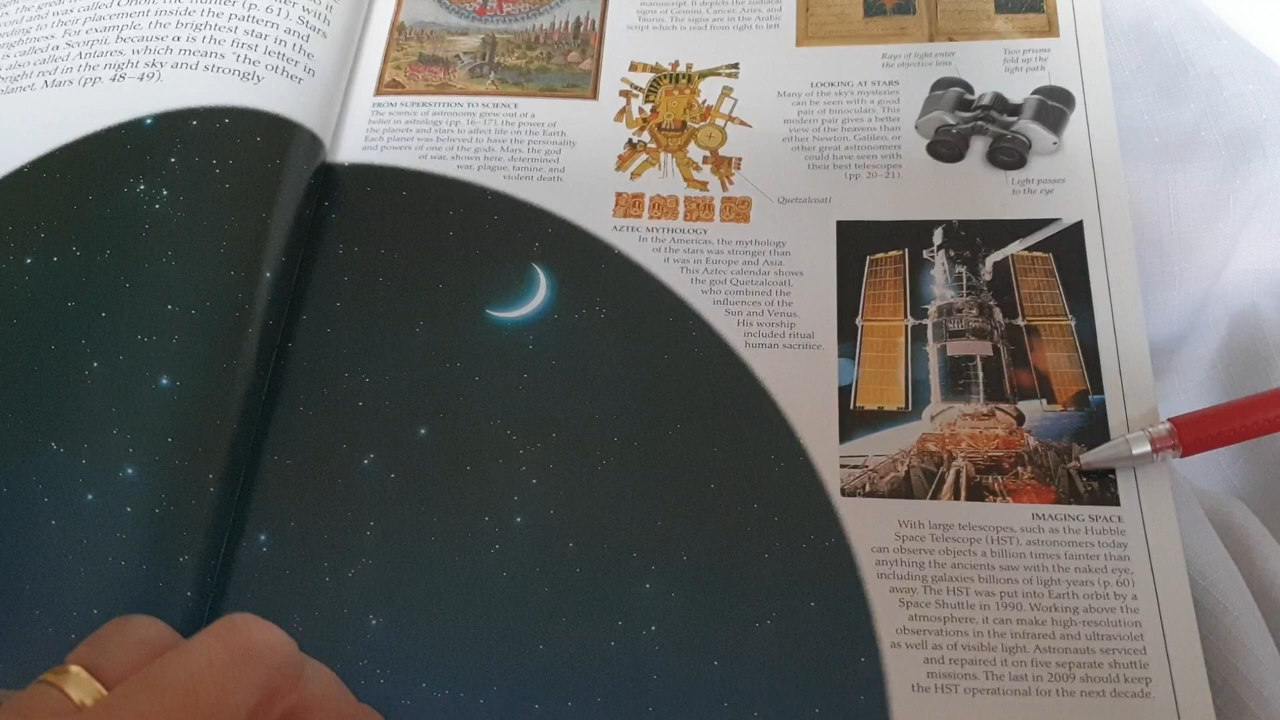 the great
cord and was called Orion, the hunter (p. 61). Stars
ording to their placement inside the pattern and
rightness. For example, the brightest star in the
is called α Scorpii, because α is the first letter in
also called Antares, which means "the other
bright red in the night sky and strongly
planet, Mars (pp. 48–49).
FROM SUPERSTITION TO SCIENCE
The science of astronomy grew out of a
belief in astrology (pp. 16–17), the power of
the planets and stars to affect life on the Earth.
Each planet was believed to have the personality
and powers of one of the gods. Mars, the god
of war, shown here, determined
war, plague, famine, and
violent death.
manuscript. It depicts the zodiacal
signs of Gemini, Cancer, Aries, and
Taurus. The signs are in the Arabic
script which is read from right to left.
Quetzalcoatl
AZTEC MYTHOLOGY
In the Americas, the mythology
of the stars was stronger than
it was in Europe and Asia.
This Aztec calendar shows
the god Quetzalcoatl,
who combined the
influences of the
Sun and Venus.
His worship
included ritual
human sacrifice.
Rays of light enter
the objective lens
Two prisms
fold up the
light path
LOOKING AT STARS
Many of the sky's mysteries
can be seen with a good
pair of binoculars. This
modern pair gives a better
view of the heavens than
either Newton, Galileo, or
other great astronomers
could have seen with
their best telescopes
(pp. 20–21).
Light passes
to the eye
IMAGING SPACE
With large telescopes, such as the Hubble
Space Telescope (HST), astronomers today
can observe objects a billion times fainter than
anything the ancients saw with the naked eye,
including galaxies billions of light-years (p. 60)
away. The HST was put into Earth orbit by a
Space Shuttle in 1990. Working above the
atmosphere, it can make high-resolution
observations in the infrared and ultraviolet
as well as of visible light. Astronauts serviced
and repaired it on five separate shuttle
missions. The last in 2009 should keep
the HST operational for the next decade.